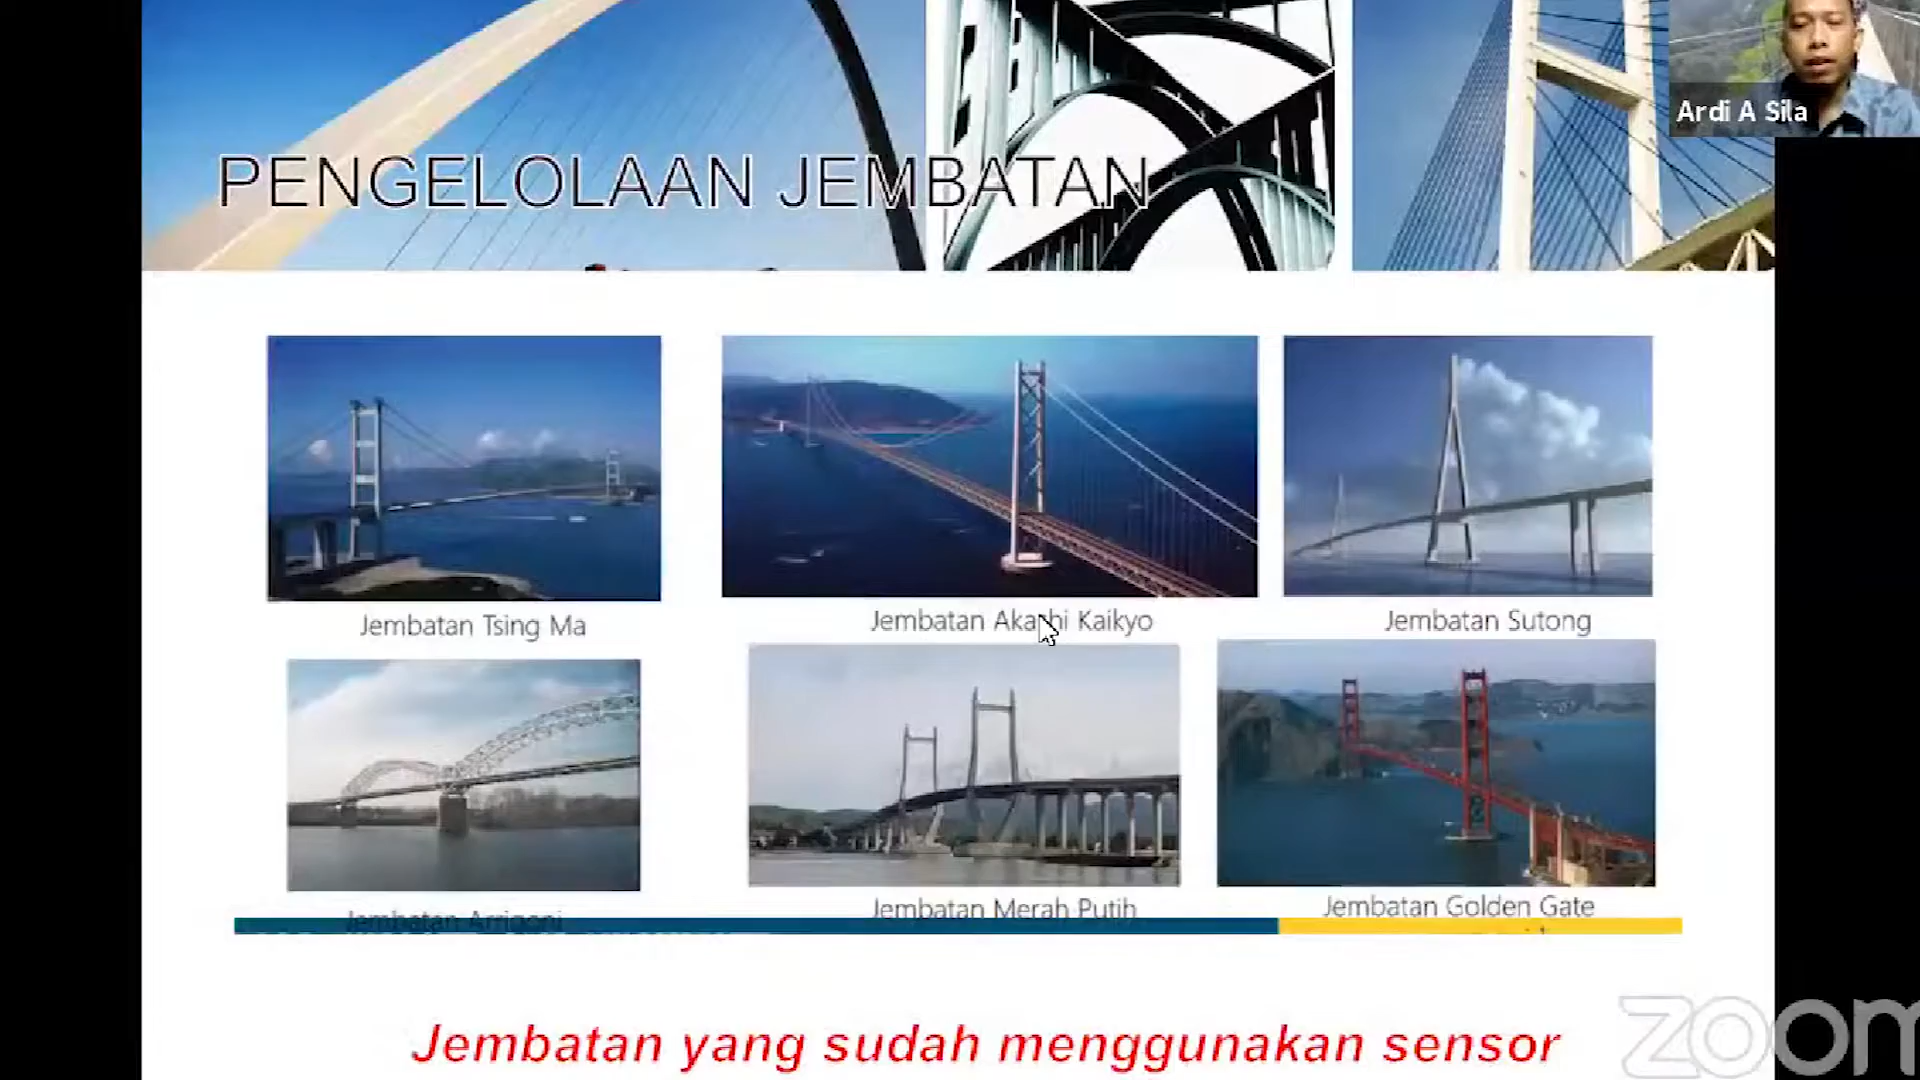 Ardi A Sila
PENGELOLAAN JEMBATAN
Jembatan Tsing Ma
Jembatan Akashi Kaikyo
Jembatan Sutong
Jembatan Arrigoni
Jembatan Merah Putih
Jembatan Golden Gate
Jembatan yang sudah menggunakan sensor
zoom